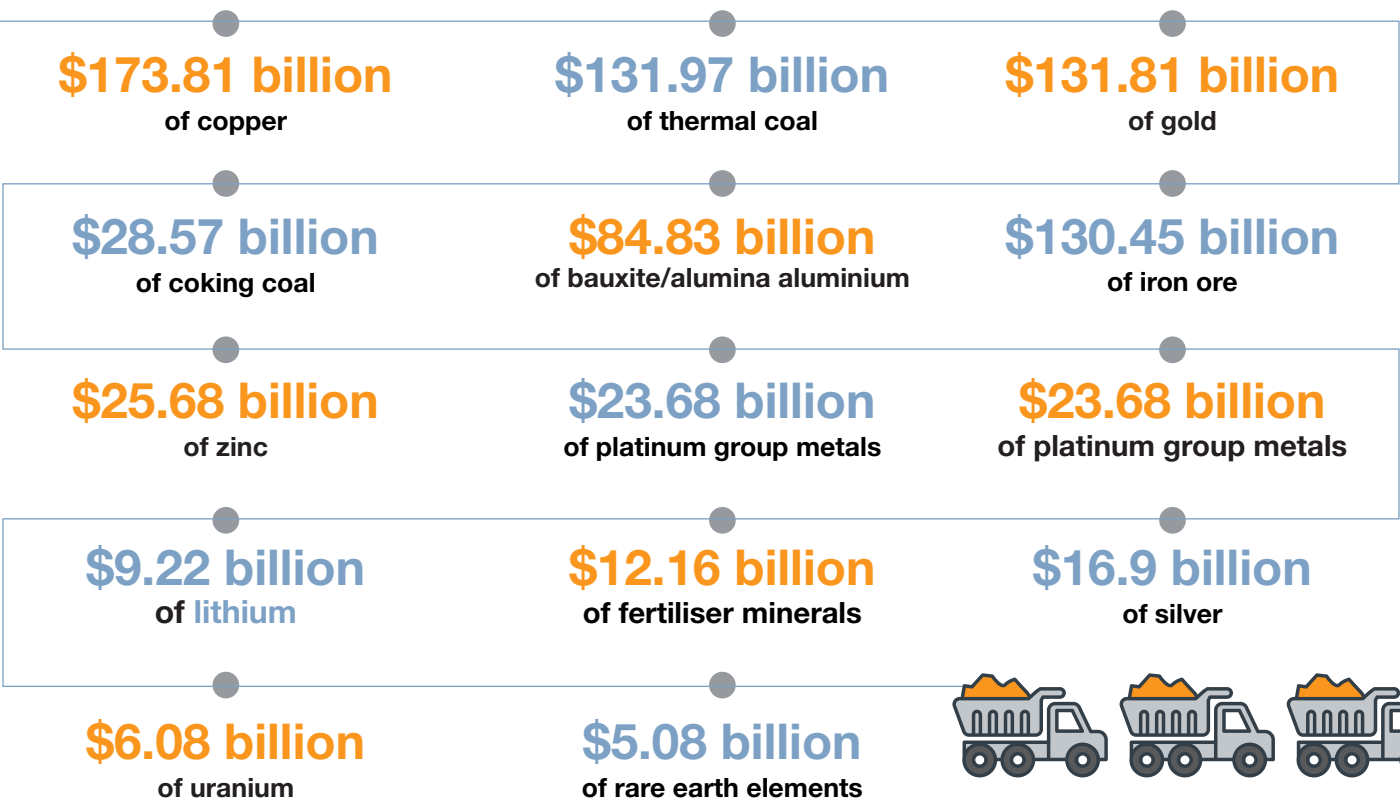 $173.81 billion
of copper
$131.97 billion
of thermal coal
$131.81 billion
of gold
$28.57 billion
of coking coal
$84.83 billion
of bauxite/alumina aluminium
$130.45 billion
of iron ore
$25.68 billion
of zinc
$23.68 billion
of platinum group metals
$23.68 billion
of platinum group metals
$9.22 billion
of lithium
$12.16 billion
of fertiliser minerals
$16.9 billion
of silver
$6.08 billion
of uranium
$5.08 billion
of rare earth elements